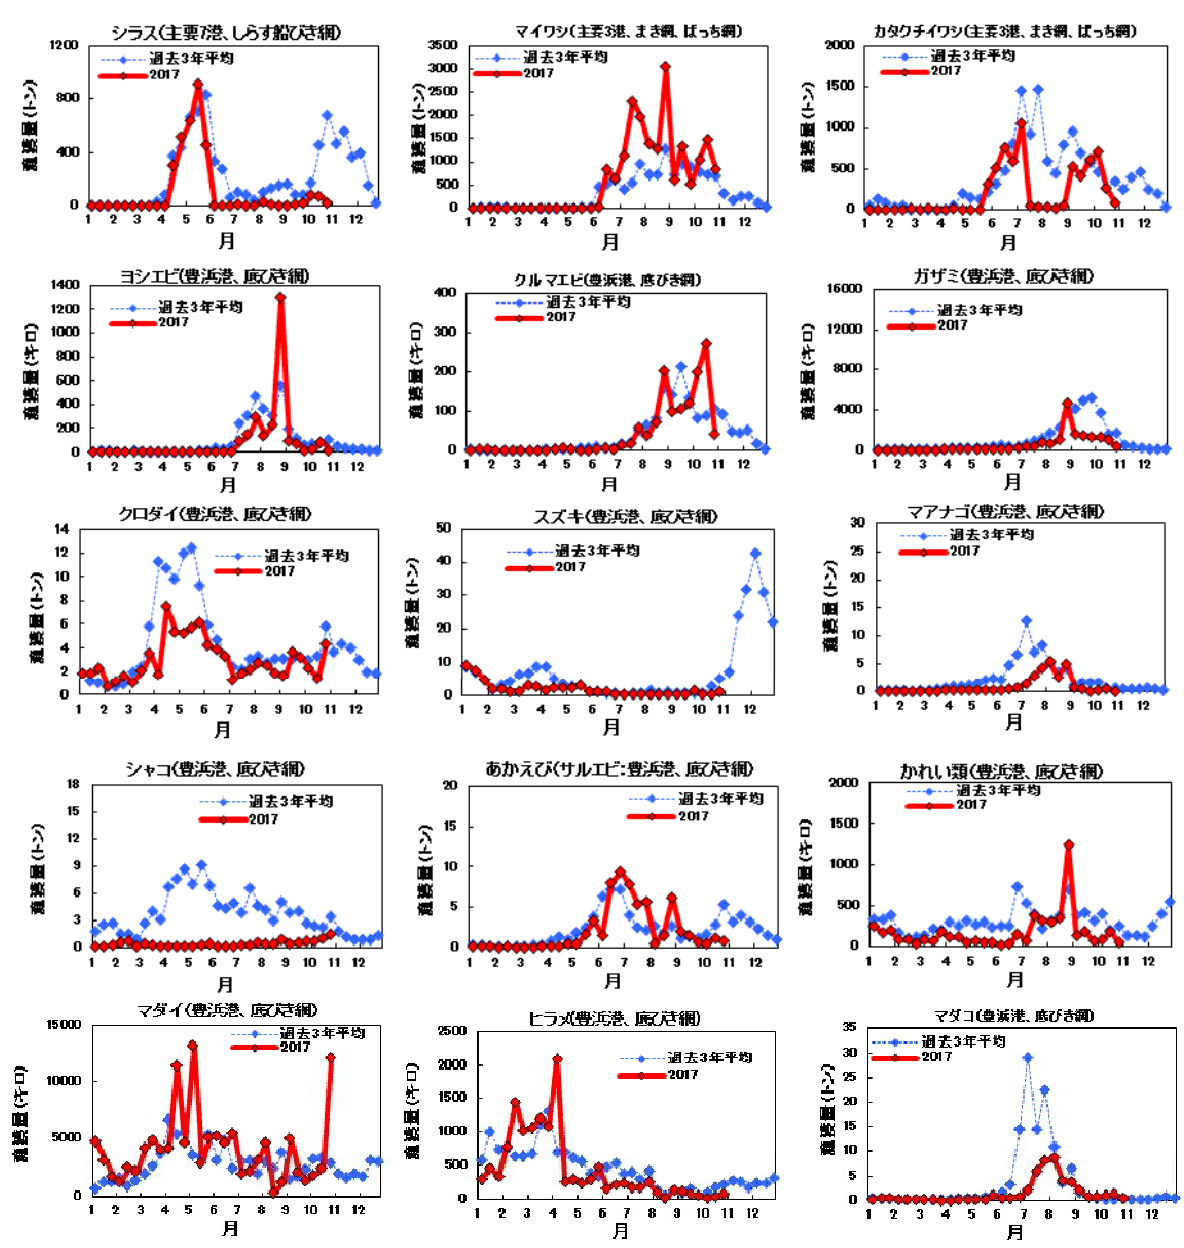 シラス(主要7港、しらす船びき網)
過去3年平均
2017
漁獲量(トン)
1200
800
400
0
1 2 3 4 5 6 7 8 9 10 11 12
月
マイワシ(主要3港、まき網、ばっち網)
過去3年平均
2017
漁獲量(トン)
3500
3000
2500
2000
1500
1000
500
0
1 2 3 4 5 6 7 8 9 10 11 12
月
カタクチイワシ(主要3港、まき網、ばっち網)
過去3年平均
2017
漁獲量(トン)
2000
1500
1000
500
0
1 2 3 4 5 6 7 8 9 10 11 12
月
ヨシエビ(豊浜港、底びき網)
過去3年平均
2017
漁獲量(キロ)
1400
1200
1000
800
600
400
200
0
1 2 3 4 5 6 7 8 9 10 11 12
月
クルマエビ(豊浜港、底びき網)
過去3年平均
2017
漁獲量(キロ)
400
300
200
100
0
1 2 3 4 5 6 7 8 9 10 11 12
月
ガザミ(豊浜港、底びき網)
過去3年平均
2017
漁獲量(キロ)
16000
12000
8000
4000
0
1 2 3 4 5 6 7 8 9 10 11 12
月
クロダイ(豊浜港、底びき網)
過去3年平均
2017
漁獲量(トン)
14
12
10
8
6
4
2
0
1 2 3 4 5 6 7 8 9 10 11 12
月
スズキ(豊浜港、底びき網)
過去3年平均
2017
漁獲量(トン)
50
40
30
20
10
0
1 2 3 4 5 6 7 8 9 10 11 12
月
マアナゴ(豊浜港、底びき網)
過去3年平均
2017
漁獲量(トン)
30
25
20
15
10
5
0
1 2 3 4 5 6 7 8 9 10 11 12
月
シャコ(豊浜港、底びき網)
過去3年平均
2017
漁獲量(トン)
18
15
12
9
6
3
0
1 2 3 4 5 6 7 8 9 10 11 12
月
あかえび(サルエビ:豊浜港、底びき網)
過去3年平均
2017
漁獲量(トン)
20
15
10
5
0
1 2 3 4 5 6 7 8 9 10 11 12
月
かれい類(豊浜港、底びき網)
過去3年平均
2017
漁獲量(キロ)
2000
1500
1000
500
0
1 2 3 4 5 6 7 8 9 10 11 12
月
マダイ(豊浜港、底びき網)
過去3年平均
2017
漁獲量(キロ)
15000
10000
5000
0
1 2 3 4 5 6 7 8 9 10 11 12
月
ヒラメ(豊浜港、底びき網)
過去3年平均
2017
漁獲量(キロ)
2500
2000
1500
1000
500
0
1 2 3 4 5 6 7 8 9 10 11 12
月
マダコ(豊浜港、底びき網)
過去3年平均
2017
漁獲量(トン)
35
30
25
20
15
10
5
0
1 2 3 4 5 6 7 8 9 10 11 12
月